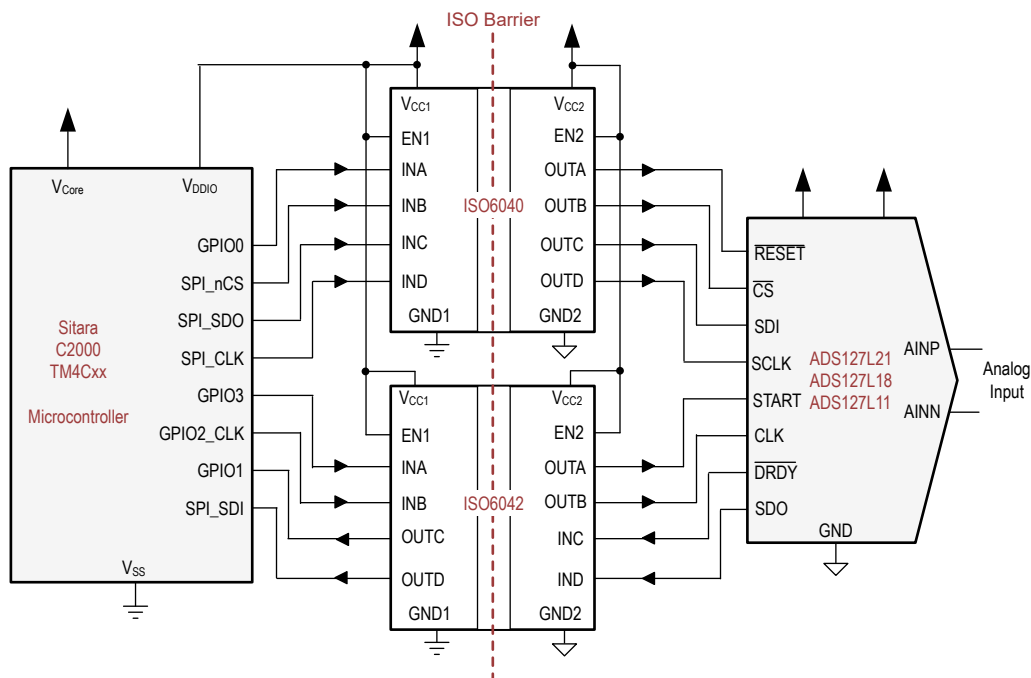 ISO Barrier
VCore
VDDIO
GPIO0
SPI_nCS
SPI_SDO
SPI_CLK
GPIO3
GPIO2_CLK
GPIO1
SPI_SDI
VSS
Sitara
C2000
TM4Cxx
Microcontroller
VCC1
EN1
INA
INB
INC
IND
GND1
ISO6040
VCC2
EN2
OUTA
OUTB
OUTC
OUTD
GND2
VCC1
EN1
INA
INB
OUTC
OUTD
GND1
ISO6042
VCC2
EN2
OUTA
OUTB
INC
IND
GND2
RESET
CS
SDI
SCLK
START
CLK
DRDY
SDO
GND
ADS127L21
ADS127L18
ADS127L11
AINP
AINN
Analog
Input